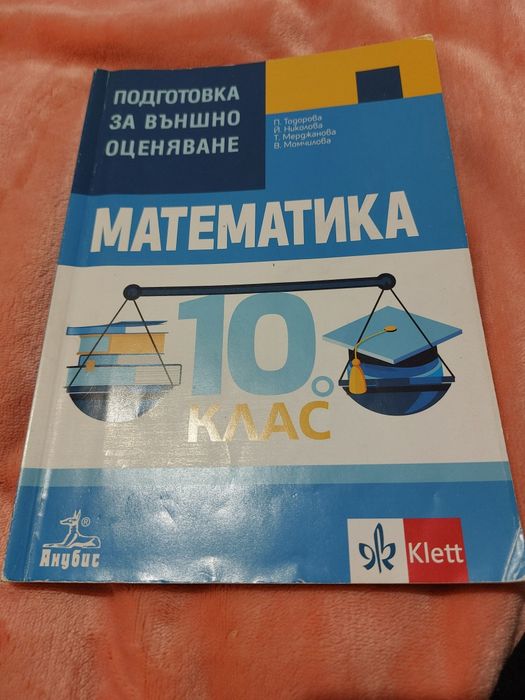 ПОДГОТОВКА
ЗА ВЪНШНО
ОЦЕНЯВАНЕ
П. Тодорова
Й. Николова
Т. Мерджанова
В. Момчилова
МАТЕМАТИКА
10.
КЛАС
Анубис
®
Klett